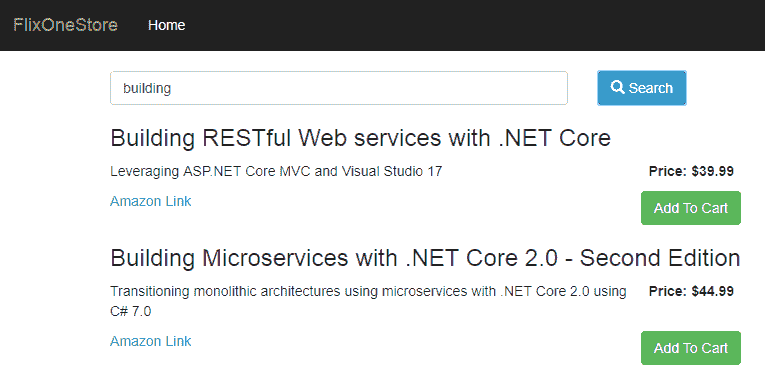 FlixOneStore Home
building Search
Building RESTful Web services with .NET Core
Leveraging ASP.NET Core MVC and Visual Studio 17 Price: $39.99
Amazon Link Add To Cart
Building Microservices with .NET Core 2.0 - Second Edition
Transitioning monolithic architectures using microservices with .NET Core 2.0 using Price: $44.99
C# 7.0
Amazon Link Add To Cart